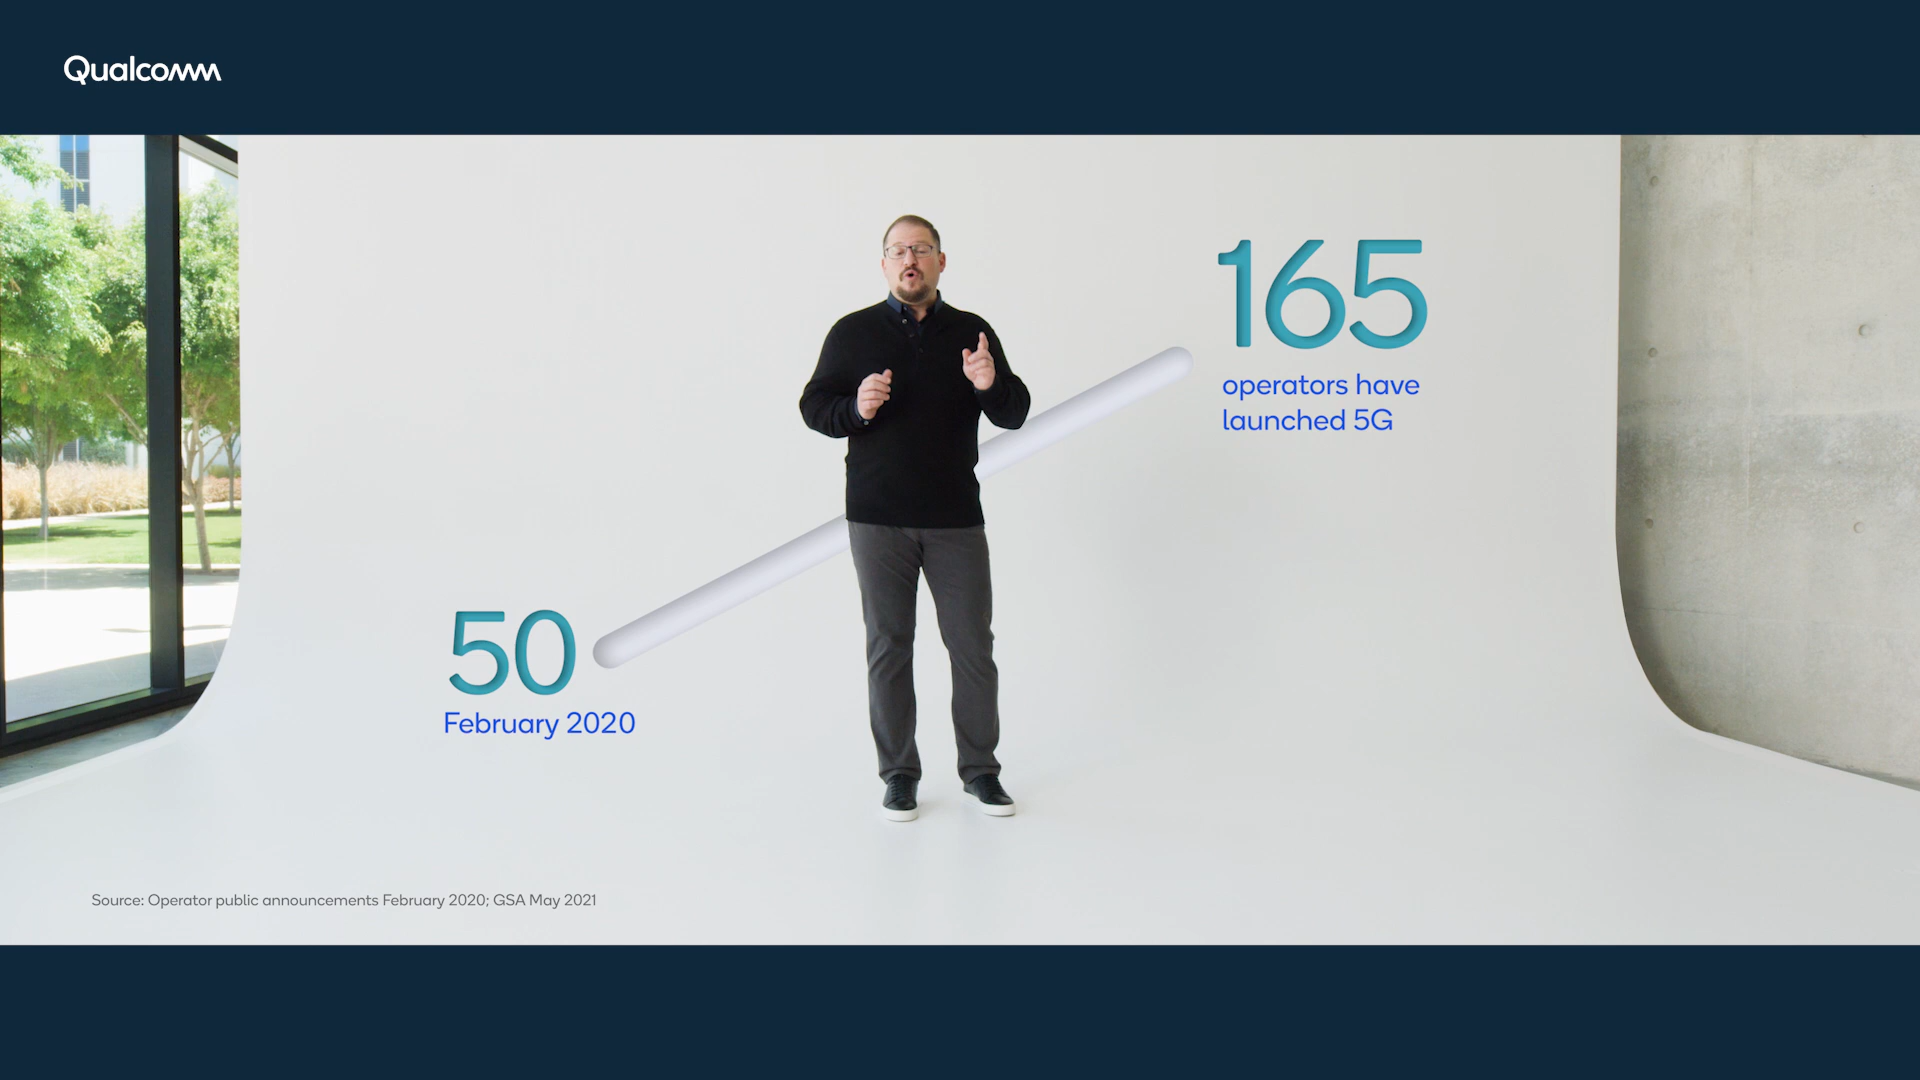 Qualcomm
165
operators have
launched 5G
50
February 2020
Source: Operator public announcements February 2020; GSA May 2021